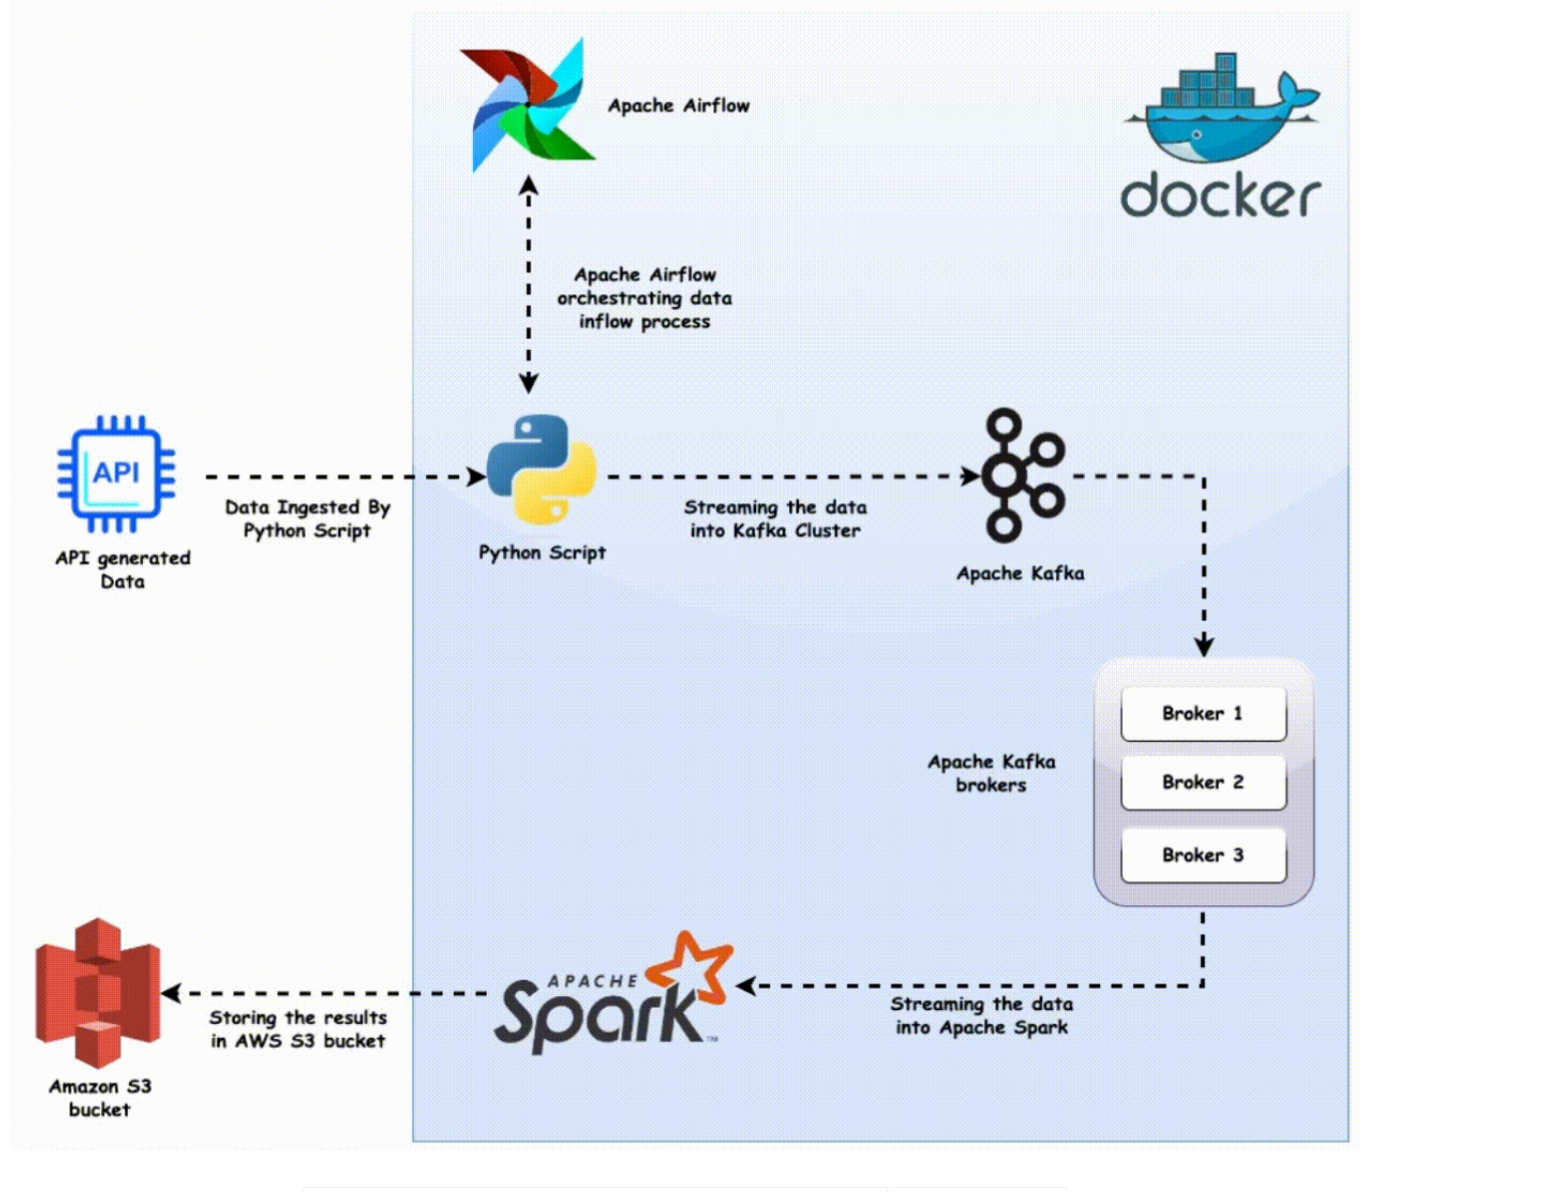 Apache Airflow
docker
Apache Airflow
orchestrating data
inflow process
API
Data Ingested By
Python Script
API generated
Data
Python Script
Streaming the data
into Kafka Cluster
Apache Kafka
Broker 1
Broker 2
Broker 3
Apache Kafka
brokers
APACHE
Spark™
Streaming the data
into Apache Spark
Storing the results
in AWS S3 bucket
Amazon S3
bucket